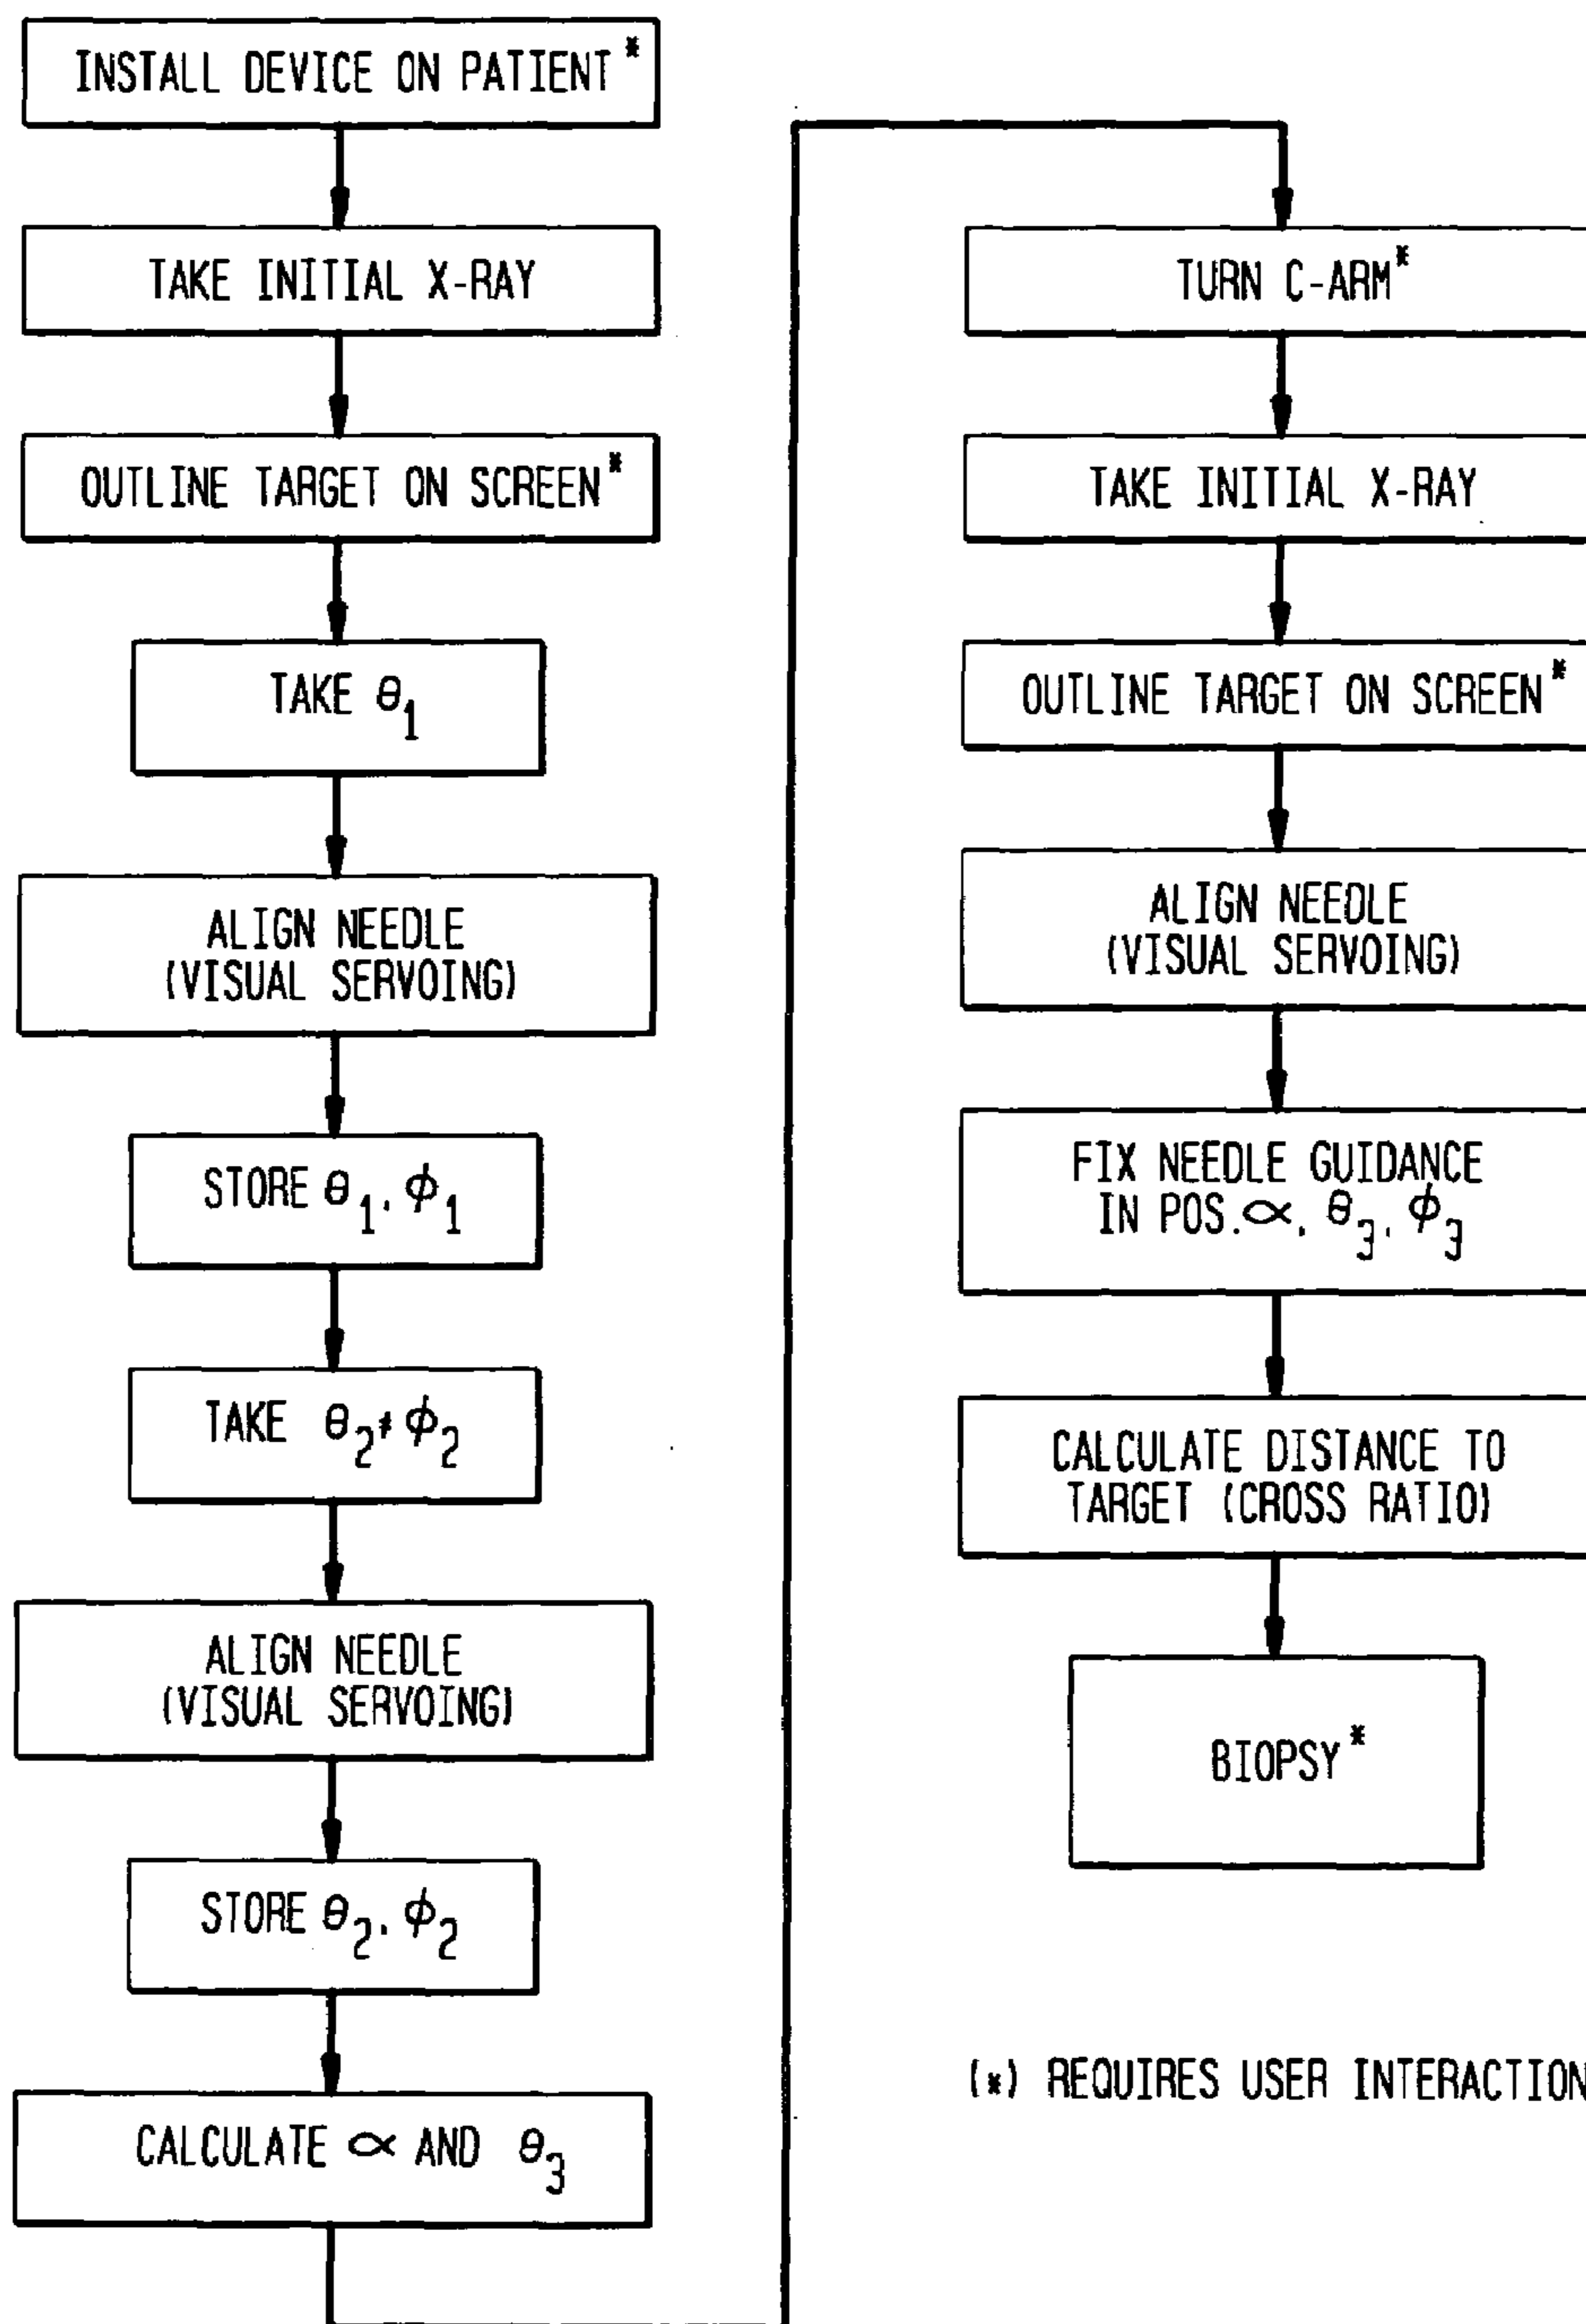 INSTALL DEVICE ON PATIENT*
TAKE INITIAL X-RAY
OUTLINE TARGET ON SCREEN*
TAKE θ₁
ALIGN NEEDLE
(VISUAL SERVOING)
STORE θ₁, ϕ₁
TAKE θ₂≠ϕ₂
ALIGN NEEDLE
(VISUAL SERVOING)
STORE θ₂, ϕ₂
CALCULATE ∝ AND θ₃
TURN C-ARM*
TAKE INITIAL X-RAY
OUTLINE TARGET ON SCREEN*
ALIGN NEEDLE
(VISUAL SERVOING)
FIX NEEDLE GUIDANCE
IN POS.∝, θ₃, ϕ₃
CALCULATE DISTANCE TO
TARGET (CROSS RATIO)
BIOPSY*
(*) REQUIRES USER INTERACTION